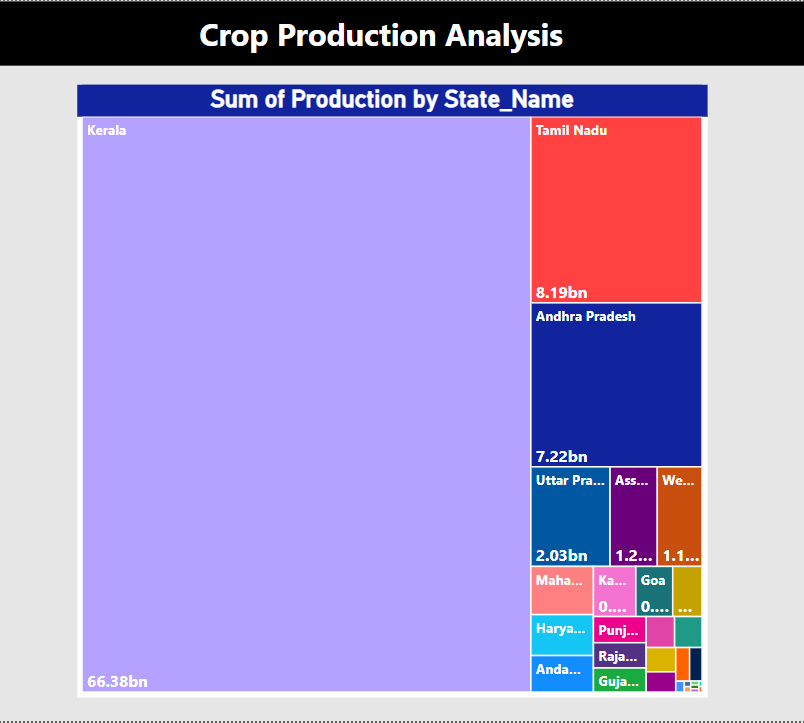 Crop Production Analysis
Sum of Production by State_Name
Kerala
66.38bn
Tamil Nadu
8.19bn
Andhra Pradesh
7.22bn
Uttar Pra...
2.03bn
Ass...
1.2...
We...
1.1...
Maha...
Ka...
0....
Goa
0....
...
Harya...
Punj...
Raja...
Anda...
Guja...